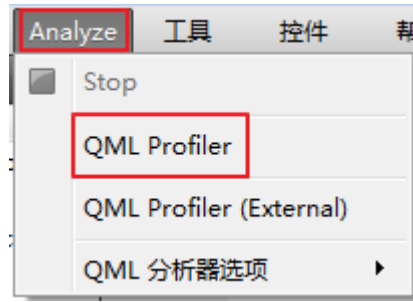 Analyze 工具 控件
Stop
QML Profiler
QML Profiler (External)
QML 分析器选项